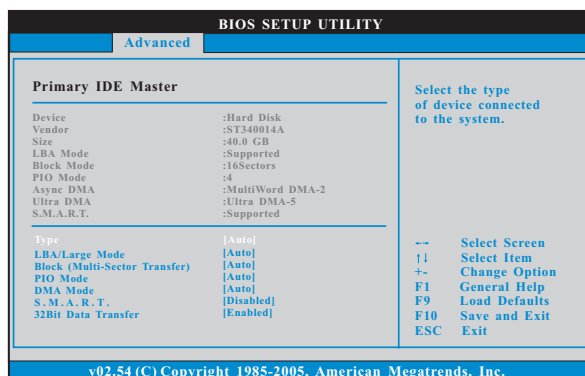 BIOS SETUP UTILITY
Advanced
Primary IDE Master
Device :Hard Disk
Vendor :ST340014A
Size :40.0 GB
LBA Mode :Supported
Block Mode :16Sectors
PIO Mode :4
Async DMA :MultiWord DMA-2
Ultra DMA :Ultra DMA-5
S.M.A.R.T. :Supported
Type [Auto]
LBA/Large Mode [Auto]
Block (Multi-Sector Transfer) [Auto]
PIO Mode [Auto]
DMA Mode [Auto]
S.M.A.R.T. [Disabled]
32Bit Data Transfer [Enabled]
Select the type
of device connected
to the system.
←→ Select Screen
↑↓ Select Item
+- Change Option
F1 General Help
F9 Load Defaults
F10 Save and Exit
ESC Exit
v02.54 (C) Copyright 1985-2005, American Megatrends, Inc.